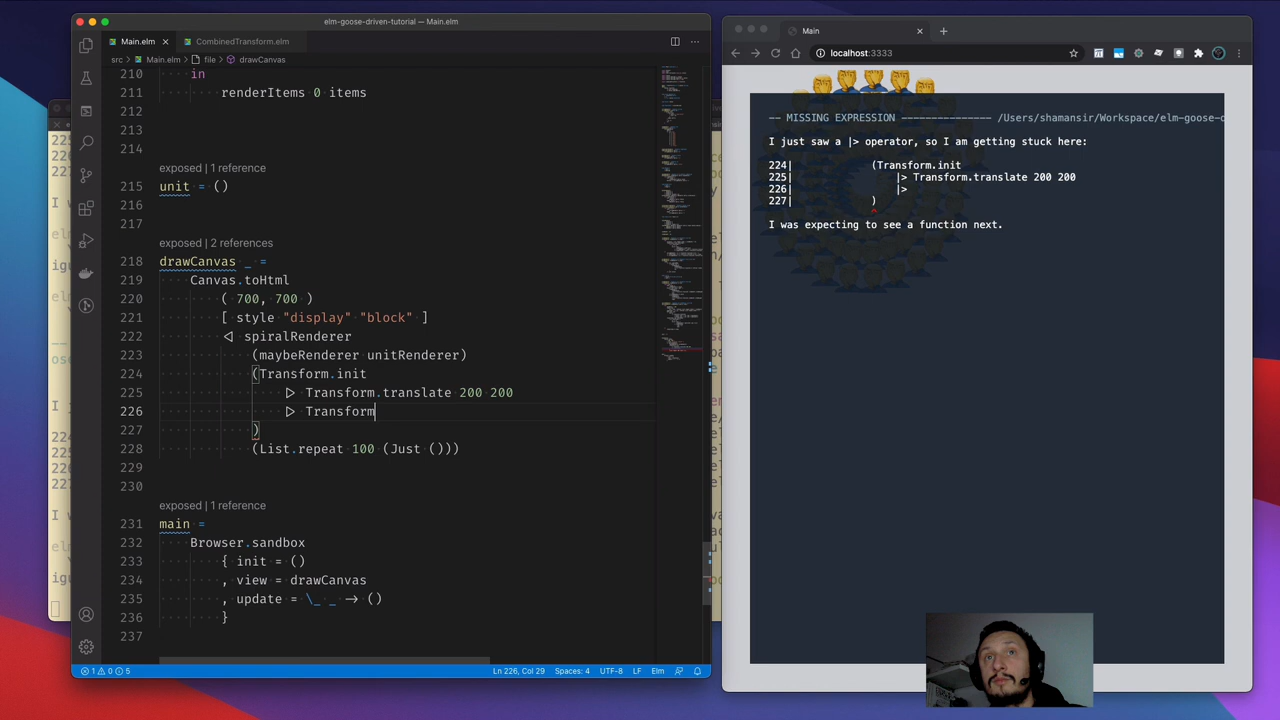 elm-goose-driven-tutorial — Main.elm
Main.elm
CombinedTransform.elm
src > Main.elm > file > drawCanvas
210 in
211 renderItems 0 items
212
213
214
exposed | 1 reference
215 unit = ()
216
217
exposed | 2 references
218 drawCanvas _ =
219 Canvas.toHtml
220 ( 700, 700 )
221 [ style "display" "block" ]
222 <| spiralRenderer
223 (maybeRenderer unitRenderer)
224 (Transform.init
225 |> Transform.translate 200 200
226 |> Transform
227 )
228 (List.repeat 100 (Just ()))
229
230
exposed | 1 reference
231 main =
232 Browser.sandbox
233 { init = ()
234 , view = drawCanvas
235 , update = \_ _ -> ()
236 }
237
1 0 5
Ln 226, Col 29 Spaces: 4 UTF-8 LF Elm
Main
localhost:3333
-- MISSING EXPRESSION --------------- /Users/shamansir/Workspace/elm-goose-d
I just saw a |> operator, so I am getting stuck here:
224| (Transform.init
225| |> Transform.translate 200 200
226| |>
227| )
^
I was expecting to see a function next.